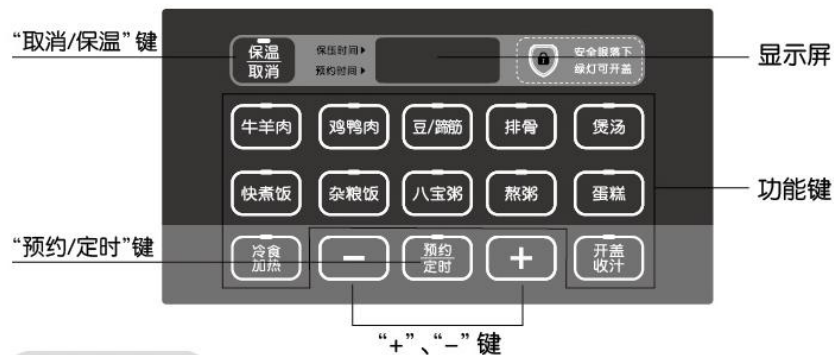 “取消/保温” 键
保温
取消
保压时间
预约时间
安全眼落下
绿灯可开盖
显示屏
牛羊肉
鸡鸭肉
豆/蹄筋
排骨
煲汤
快煮饭
杂粮饭
八宝粥
熬粥
蛋糕
功能键
“预约/定时”键
冷食
加热
−
预约
定时
+
开盖
收汁
“+”、“−” 键